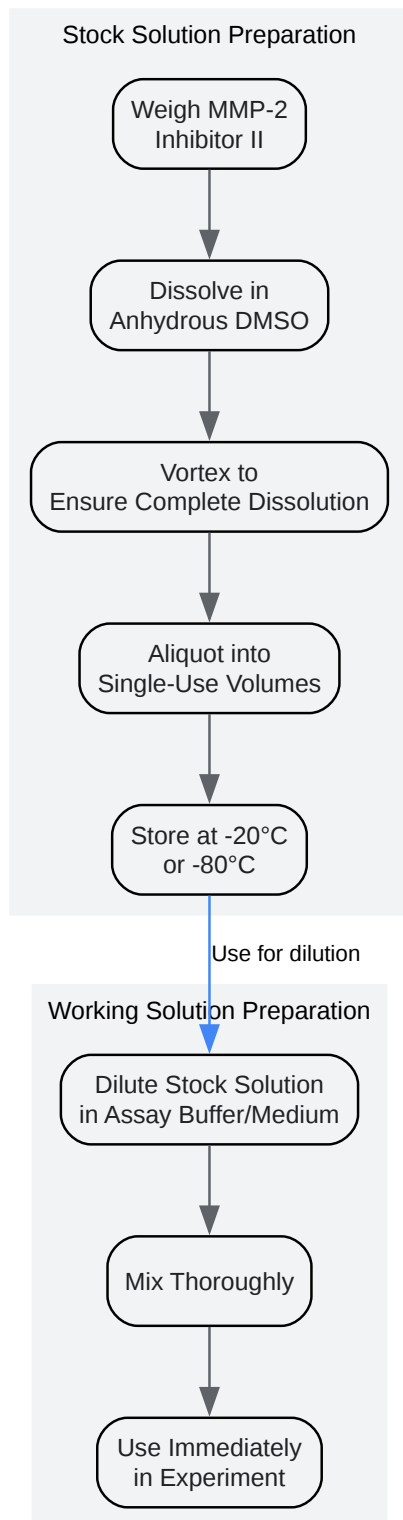 Stock Solution Preparation
Weigh MMP-2
Inhibitor II
Dissolve in
Anhydrous DMSO
Vortex to
Ensure Complete Dissolution
Aliquot into
Single-Use Volumes
Store at -20°C
or -80°C
Use for dilution
Working Solution Preparation
Dilute Stock Solution
in Assay Buffer/Medium
Mix Thoroughly
Use Immediately
in Experiment